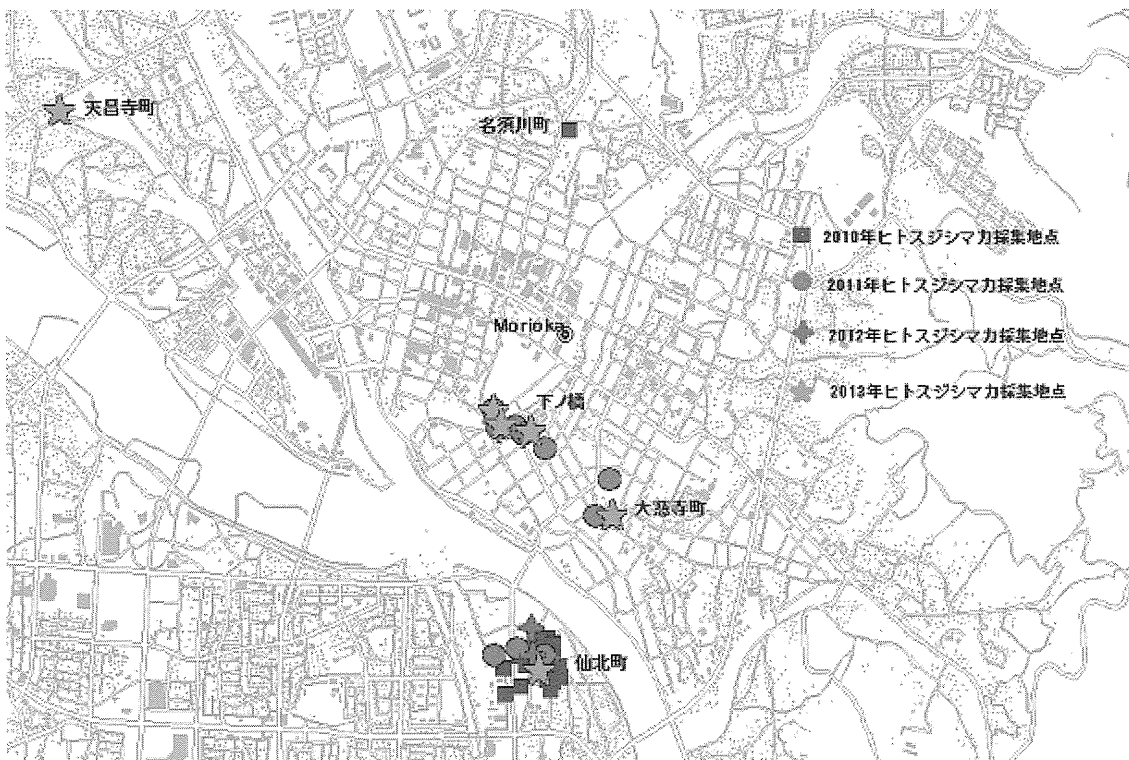 天昌寺町
名須川町
2010年ヒトスジシマカ採集地点
2011年ヒトスジシマカ採集地点
Morioka
2012年ヒトスジシマカ採集地点
2013年ヒトスジシマカ採集地点
下ノ橋
大慈寺町
仙北町